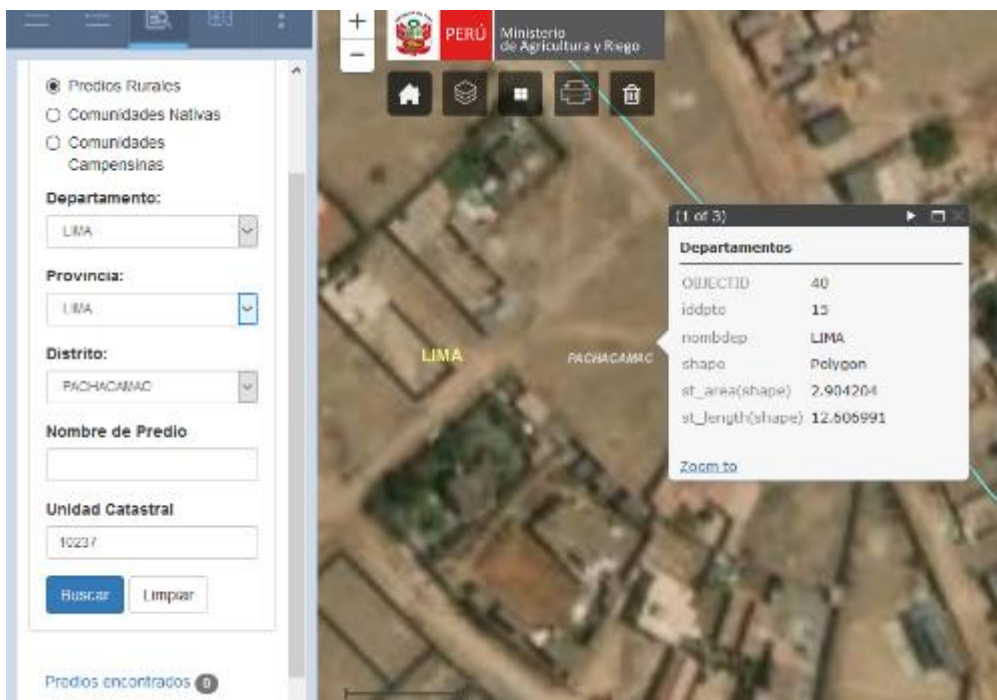 Predios Rurales
Comunidades Nativas
Comunidades
Campensinas
Departamento:
LIMA
Provincia:
LIMA
Distrito:
PACHACAMAC
Nombre de Predio
Unidad Catastral
10237
Buscar
Limpiar
Predios encontrados 0
+
−
PERÚ
Ministerio
de Agricultura y Riego
LIMA
PACHACAMAC
(1 of 3)
Departamentos
OBJECTID 40
iddpto 15
nombdep LIMA
shape Polygon
st_area(shape) 2.904204
st_length(shape) 12.606991
Zoom to